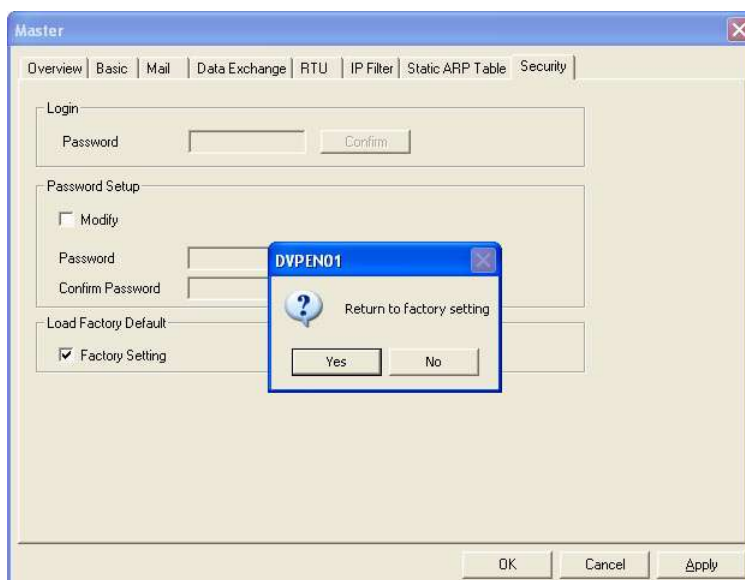 Master
Overview Basic Mail Data Exchange RTU IP Filter Static ARP Table Security
Login
Password Confirm
Password Setup
Modify
Password
Confirm Password
Load Factory Default
Factory Setting
DVPEN01
Return to factory setting
Yes No
OK Cancel Apply